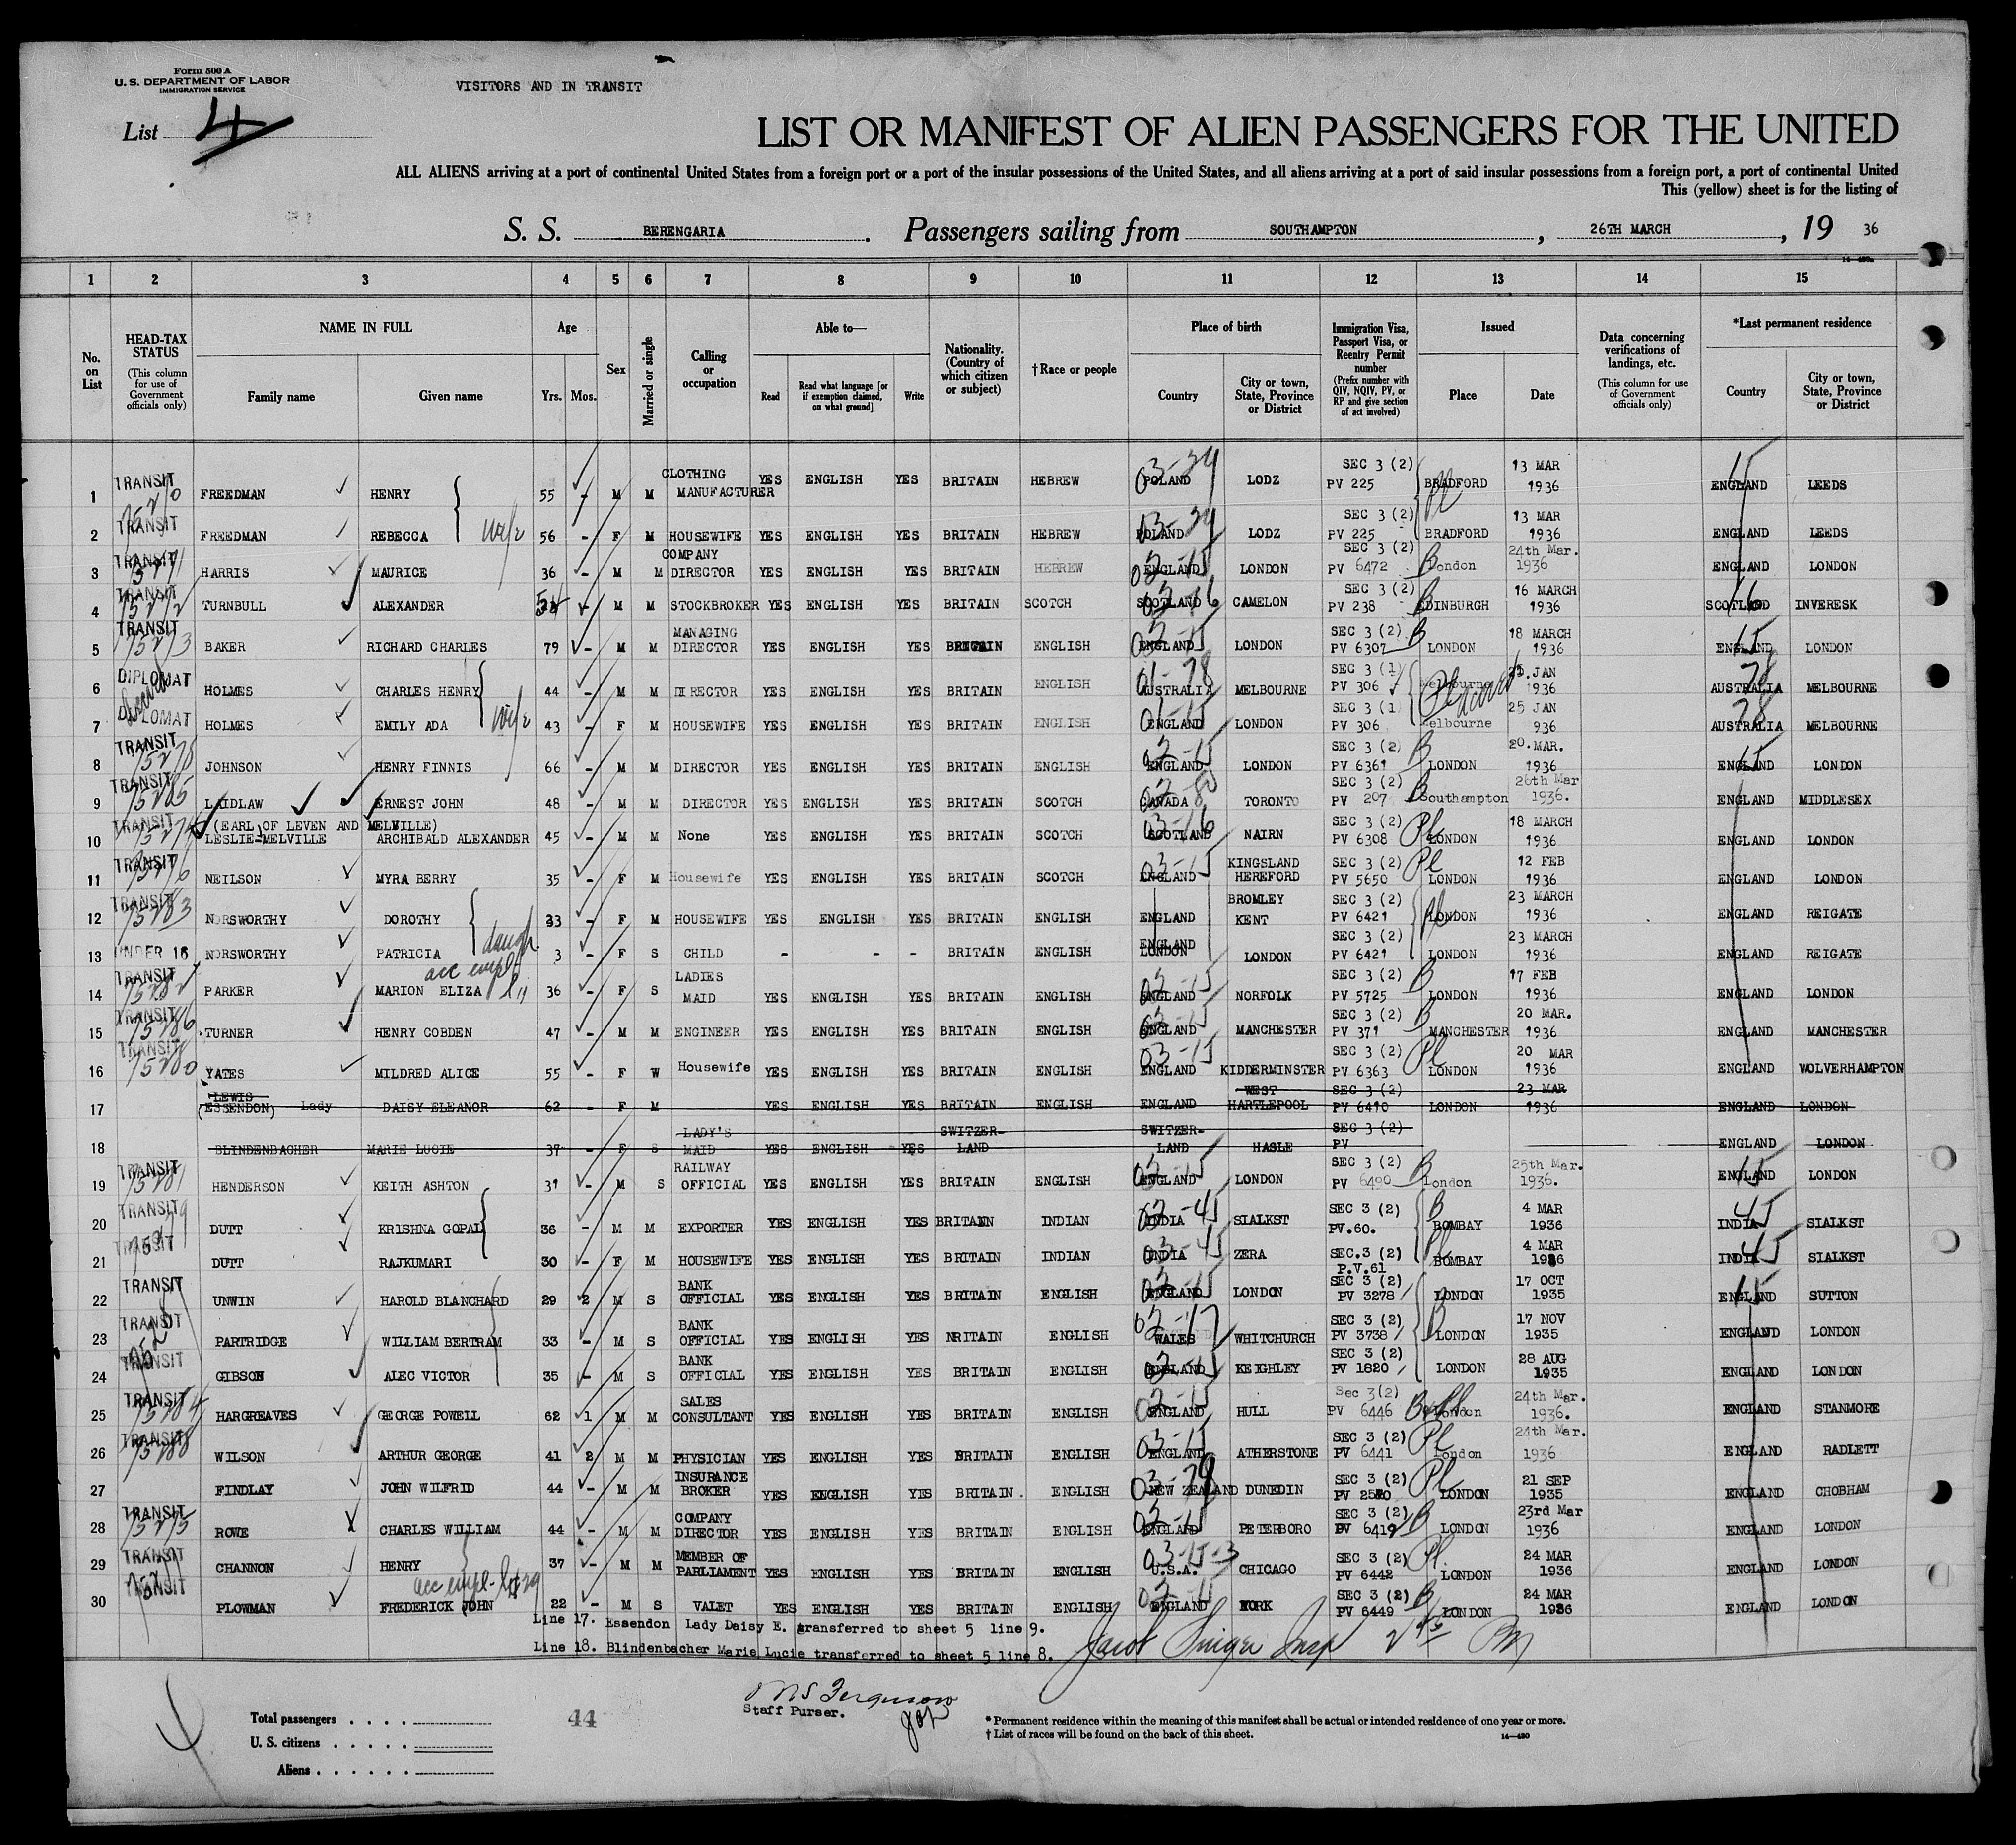 Form 500 A
U. S. DEPARTMENT OF LABOR
IMMIGRATION SERVICE
VISITORS AND IN TRANSIT
List 4
LIST OR MANIFEST OF ALIEN PASSENGERS FOR THE UNITED
ALL ALIENS arriving at a port of continental United States from a foreign port or a port of the insular possessions of the United States, and all aliens arriving at a port of said insular possessions from a foreign port, a port of continental United
This (yellow) sheet is for the listing of
S. S. BERENGARIA. Passengers sailing from SOUTHAMPTON, 26TH MARCH, 19 36
1 2 3 4 5 6 7 8 9 10 11 12 13 14 15
No. on List
HEAD-TAX STATUS (This column for use of Government officials only)
NAME IN FULL Family name Given name
Age Yrs. Mos.
Sex
Married or single
Calling or occupation
Able to— Read Read what language [or if exemption claimed, on what ground] Write
Nationality. (Country of which citizen or subject)
†Race or people
Place of birth Country City or town, State, Province or District
Immigration Visa, Passport Visa, or Reentry Permit number (Prefix number with QIV, NQIV, PV, or RP and give section of act involved)
Issued Place Date
Data concerning verifications of landings, etc. (This column for use of Government officials only)
*Last permanent residence Country City or town, State, Province or District
1 TRANSIT FREEDMAN HENRY 55 - M M CLOTHING MANUFACTURER YES ENGLISH YES BRITAIN HEBREW POLAND LODZ SEC 3 (2) PV 225 BRADFORD 13 MAR 1936 ENGLAND LEEDS
2 TRANSIT FREEDMAN REBECCA wife 56 - F M HOUSEWIFE YES ENGLISH YES BRITAIN HEBREW POLAND LODZ SEC 3 (2) PV 225 BRADFORD 13 MAR 1936 ENGLAND LEEDS
3 TRANSIT HARRIS MAURICE 36 - M M COMPANY DIRECTOR YES ENGLISH YES BRITAIN HEBREW ENGLAND LONDON SEC 3 (2) PV 6472 London 24th Mar. 1936 ENGLAND LONDON
4 TRANSIT TURNBULL ALEXANDER 54 - M M STOCKBROKER YES ENGLISH YES BRITAIN SCOTCH SCOTLAND CAMELON SEC 3 (2) PV 238 EDINBURGH 16 MARCH 1936 SCOTLAND INVERESK
5 TRANSIT BAKER RICHARD CHARLES 79 - M M MANAGING DIRECTOR YES ENGLISH YES BRITAIN ENGLISH ENGLAND LONDON SEC 3 (2) PV 6307 LONDON 18 MARCH 1936 ENGLAND LONDON
6 DIPLOMAT HOLMES CHARLES HENRY 44 - M M DIRECTOR YES ENGLISH YES BRITAIN ENGLISH AUSTRALIA MELBOURNE SEC 3 (1) PV 306 Melbourne 25 JAN 1936 AUSTRALIA MELBOURNE
7 DIPLOMAT HOLMES EMILY ADA wife 43 - F M HOUSEWIFE YES ENGLISH YES BRITAIN ENGLISH ENGLAND LONDON SEC 3 (1) PV 306 Melbourne 25 JAN 936 AUSTRALIA MELBOURNE
8 TRANSIT JOHNSON HENRY FINNIS 66 - M M DIRECTOR YES ENGLISH YES BRITAIN ENGLISH ENGLAND LONDON SEC 3 (2) PV 6361 LONDON 20. MAR. 1936 ENGLAND LONDON
9 TRANSIT LAIDLAW ERNEST JOHN 48 - M M DIRECTOR YES ENGLISH YES BRITAIN SCOTCH CANADA TORONTO SEC 3 (2) PV 207 Southampton 26th Mar 1936. ENGLAND MIDDLESEX
10 TRANSIT (EARL OF LEVEN AND MELVILLE) LESLIE-MELVILLE ARCHIBALD ALEXANDER 45 - M M None YES ENGLISH YES BRITAIN SCOTCH SCOTLAND NAIRN SEC 3 (2) PV 6308 LONDON 18 MARCH 1936 ENGLAND LONDON
11 TRANSIT NEILSON MYRA BERRY 35 - F M Housewife YES ENGLISH YES BRITAIN SCOTCH ENGLAND KINGSLAND HEREFORD SEC 3 (2) PV 5650 LONDON 12 FEB 1936 ENGLAND LONDON
12 TRANSIT NORSWORTHY DOROTHY 33 - F M HOUSEWIFE YES ENGLISH YES BRITAIN ENGLISH ENGLAND BROMLEY KENT SEC 3 (2) PV 6421 LONDON 23 MARCH 1936 ENGLAND REIGATE
13 UNDER 16 NORSWORTHY PATRICIA daugh. 3 - F S CHILD - - - BRITAIN ENGLISH ENGLAND LONDON LONDON SEC 3 (2) PV 6421 LONDON 23 MARCH 1936 ENGLAND REIGATE
14 TRANSIT PARKER MARION ELIZA acc empl 36 - F S LADIES MAID YES ENGLISH YES BRITAIN ENGLISH ENGLAND NORFOLK SEC 3 (2) PV 5725 LONDON 17 FEB 1936 ENGLAND LONDON
15 TRANSIT TURNER HENRY COBDEN 47 - M M ENGINEER YES ENGLISH YES BRITAIN ENGLISH ENGLAND MANCHESTER SEC 3 (2) PV 371 MANCHESTER 20 MAR. 1936 ENGLAND MANCHESTER
16 TRANSIT YATES MILDRED ALICE 55 - F W Housewife YES ENGLISH YES BRITAIN ENGLISH ENGLAND KIDDERMINSTER SEC 3 (2) PV 6363 LONDON 20 MAR 1936 ENGLAND WOLVERHAMPTON
17 LEWIS (ESSENDON) Lady DAISY ELEANOR 62 - F M YES ENGLISH YES BRITAIN ENGLISH ENGLAND WEST HARTLEPOOL SEC 3 (2) PV 6410 LONDON 23 MAR 1936 ENGLAND LONDON
18 BLINDENBACHER MARIE LUCIE 37 - F S LADY'S MAID YES ENGLISH YES SWITZER-LAND SWITZER-LAND HASLE SEC 3 (2) PV ENGLAND LONDON
19 TRANSIT HENDERSON KEITH ASHTON 31 - M S RAILWAY OFFICIAL YES ENGLISH YES BRITAIN ENGLISH ENGLAND LONDON SEC 3 (2) PV 6490 London 25th Mar. 1936. ENGLAND LONDON
20 TRANSIT DUTT KRISHNA GOPAL 36 - M M EXPORTER YES ENGLISH YES BRITAIN INDIAN INDIA SIALKST SEC 3 (2) PV.60. BOMBAY 4 MAR 1936 INDIA SIALKST
21 TRANSIT DUTT RAJKUMARI 30 - F M HOUSEWIFE YES ENGLISH YES BRITAIN INDIAN INDIA ZERA SEC.3 (2) P.V.61 BOMBAY 4 MAR 1936 INDIA SIALKST
22 TRANSIT UNWIN HAROLD BLANCHARD 29 2 M S BANK OFFICIAL YES ENGLISH YES BRITAIN ENGLISH ENGLAND LONDON SEC 3 (2) PV 3278 LONDON 17 OCT 1935 ENGLAND SUTTON
23 TRANSIT PARTRIDGE WILLIAM BERTRAM 33 - M S BANK OFFICIAL YES ENGLISH YES BRITAIN ENGLISH WALES WHITCHURCH SEC 3 (2) PV 3738 LONDON 17 NOV 1935 ENGLAND LONDON
24 TRANSIT GIBSON ALEC VICTOR 35 - M S BANK OFFICIAL YES ENGLISH YES BRITAIN ENGLISH ENGLAND KEIGHLEY SEC 3 (2) PV 1820 LONDON 28 AUG 1935 ENGLAND LONDON
25 TRANSIT HARGREAVES GEORGE POWELL 62 1 M M SALES CONSULTANT YES ENGLISH YES BRITAIN ENGLISH ENGLAND HULL Sec 3(2) PV 6446 London 24th Mar. 1936. ENGLAND STANMORE
26 TRANSIT WILSON ARTHUR GEORGE 41 2 M M PHYSICIAN YES ENGLISH YES BRITAIN ENGLISH ENGLAND ATHERSTONE SEC 3 (2) PV 6441 London 24th Mar. 1936 ENGLAND RADLETT
27 FINDLAY JOHN WILFRID 44 - M M INSURANCE BROKER YES ENGLISH YES BRITAIN. ENGLISH NEW ZEALAND DUNEDIN SEC 3 (2) PV LONDON 21 SEP 1935 ENGLAND CHOBHAM
28 TRANSIT ROWE CHARLES WILLIAM 44 - M M COMPANY DIRECTOR YES ENGLISH YES BRITAIN ENGLISH ENGLAND PETERBORO SEC 3 (2) PV 6419 LONDON 23rd Mar 1936 ENGLAND LONDON
29 TRANSIT CHANNON HENRY 37 - M M MEMBER OF PARLIAMENT YES ENGLISH YES BRITAIN ENGLISH U.S.A. CHICAGO SEC 3 (2) PV 6442 LONDON 24 MAR 1936 ENGLAND LONDON
30 TRANSIT PLOWMAN FREDERICK JOHN acc empl- 29 22 - M S VALET YES ENGLISH YES BRITAIN ENGLISH ENGLAND YORK SEC 3 (2) PV 6449 LONDON 24 MAR 1936 ENGLAND LONDON
Line 17. Essendon Lady Daisy E. transferred to sheet 5 line 9.
Line 18. Blindenbacher Marie Lucie transferred to sheet 5 line 8.
Staff Purser.
44
Total passengers . . . .
U. S. citizens . . . . .
Aliens . . . . . .
* Permanent residence within the meaning of this manifest shall be actual or intended residence of one year or more.
† List of races will be found on the back of this sheet.
14—430